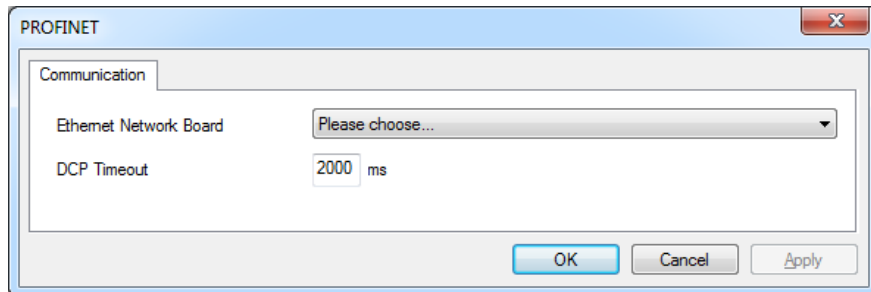 PROFINET
Communication
Ethernet Network Board Please choose...
DCP Timeout 2000 ms
OK Cancel Apply